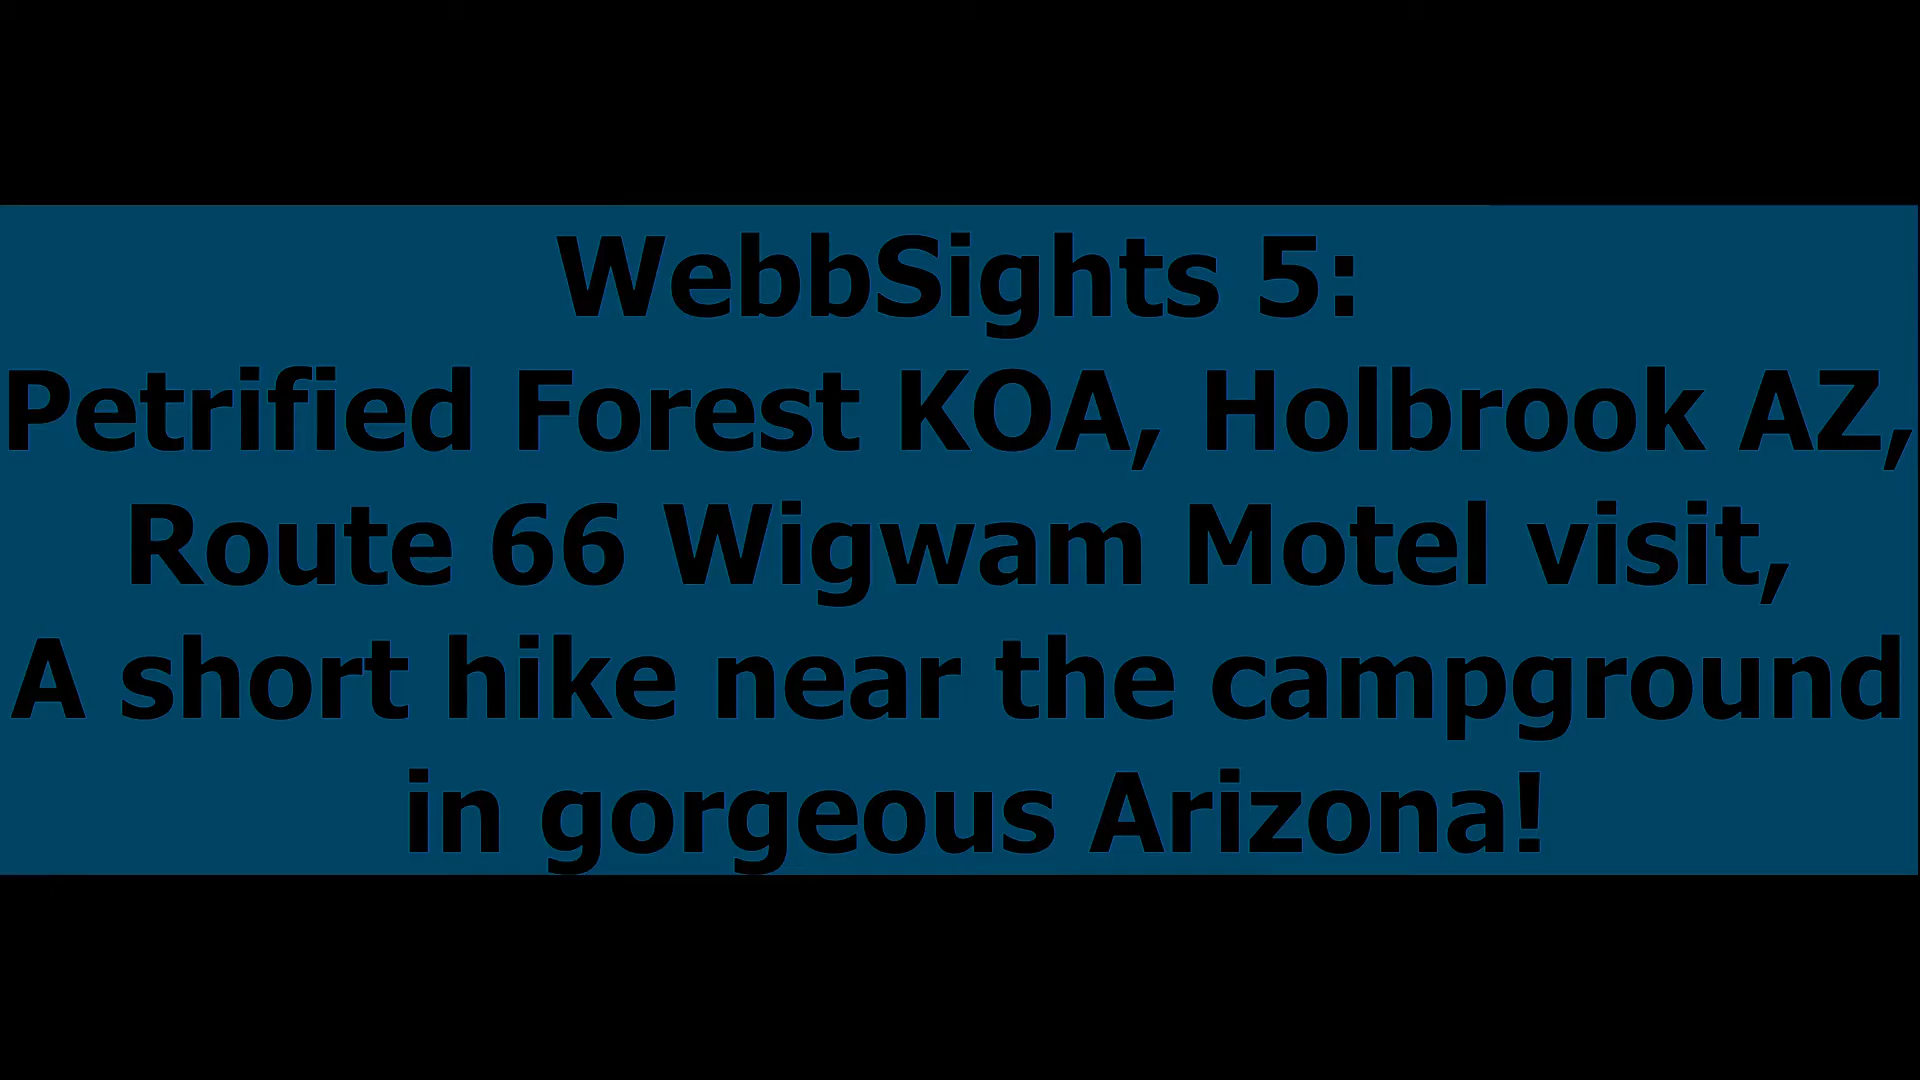 WebbSights 5:
Petrified Forest KOA, Holbrook AZ,
Route 66 Wigwam Motel visit,
A short hike near the campground
in gorgeous Arizona!